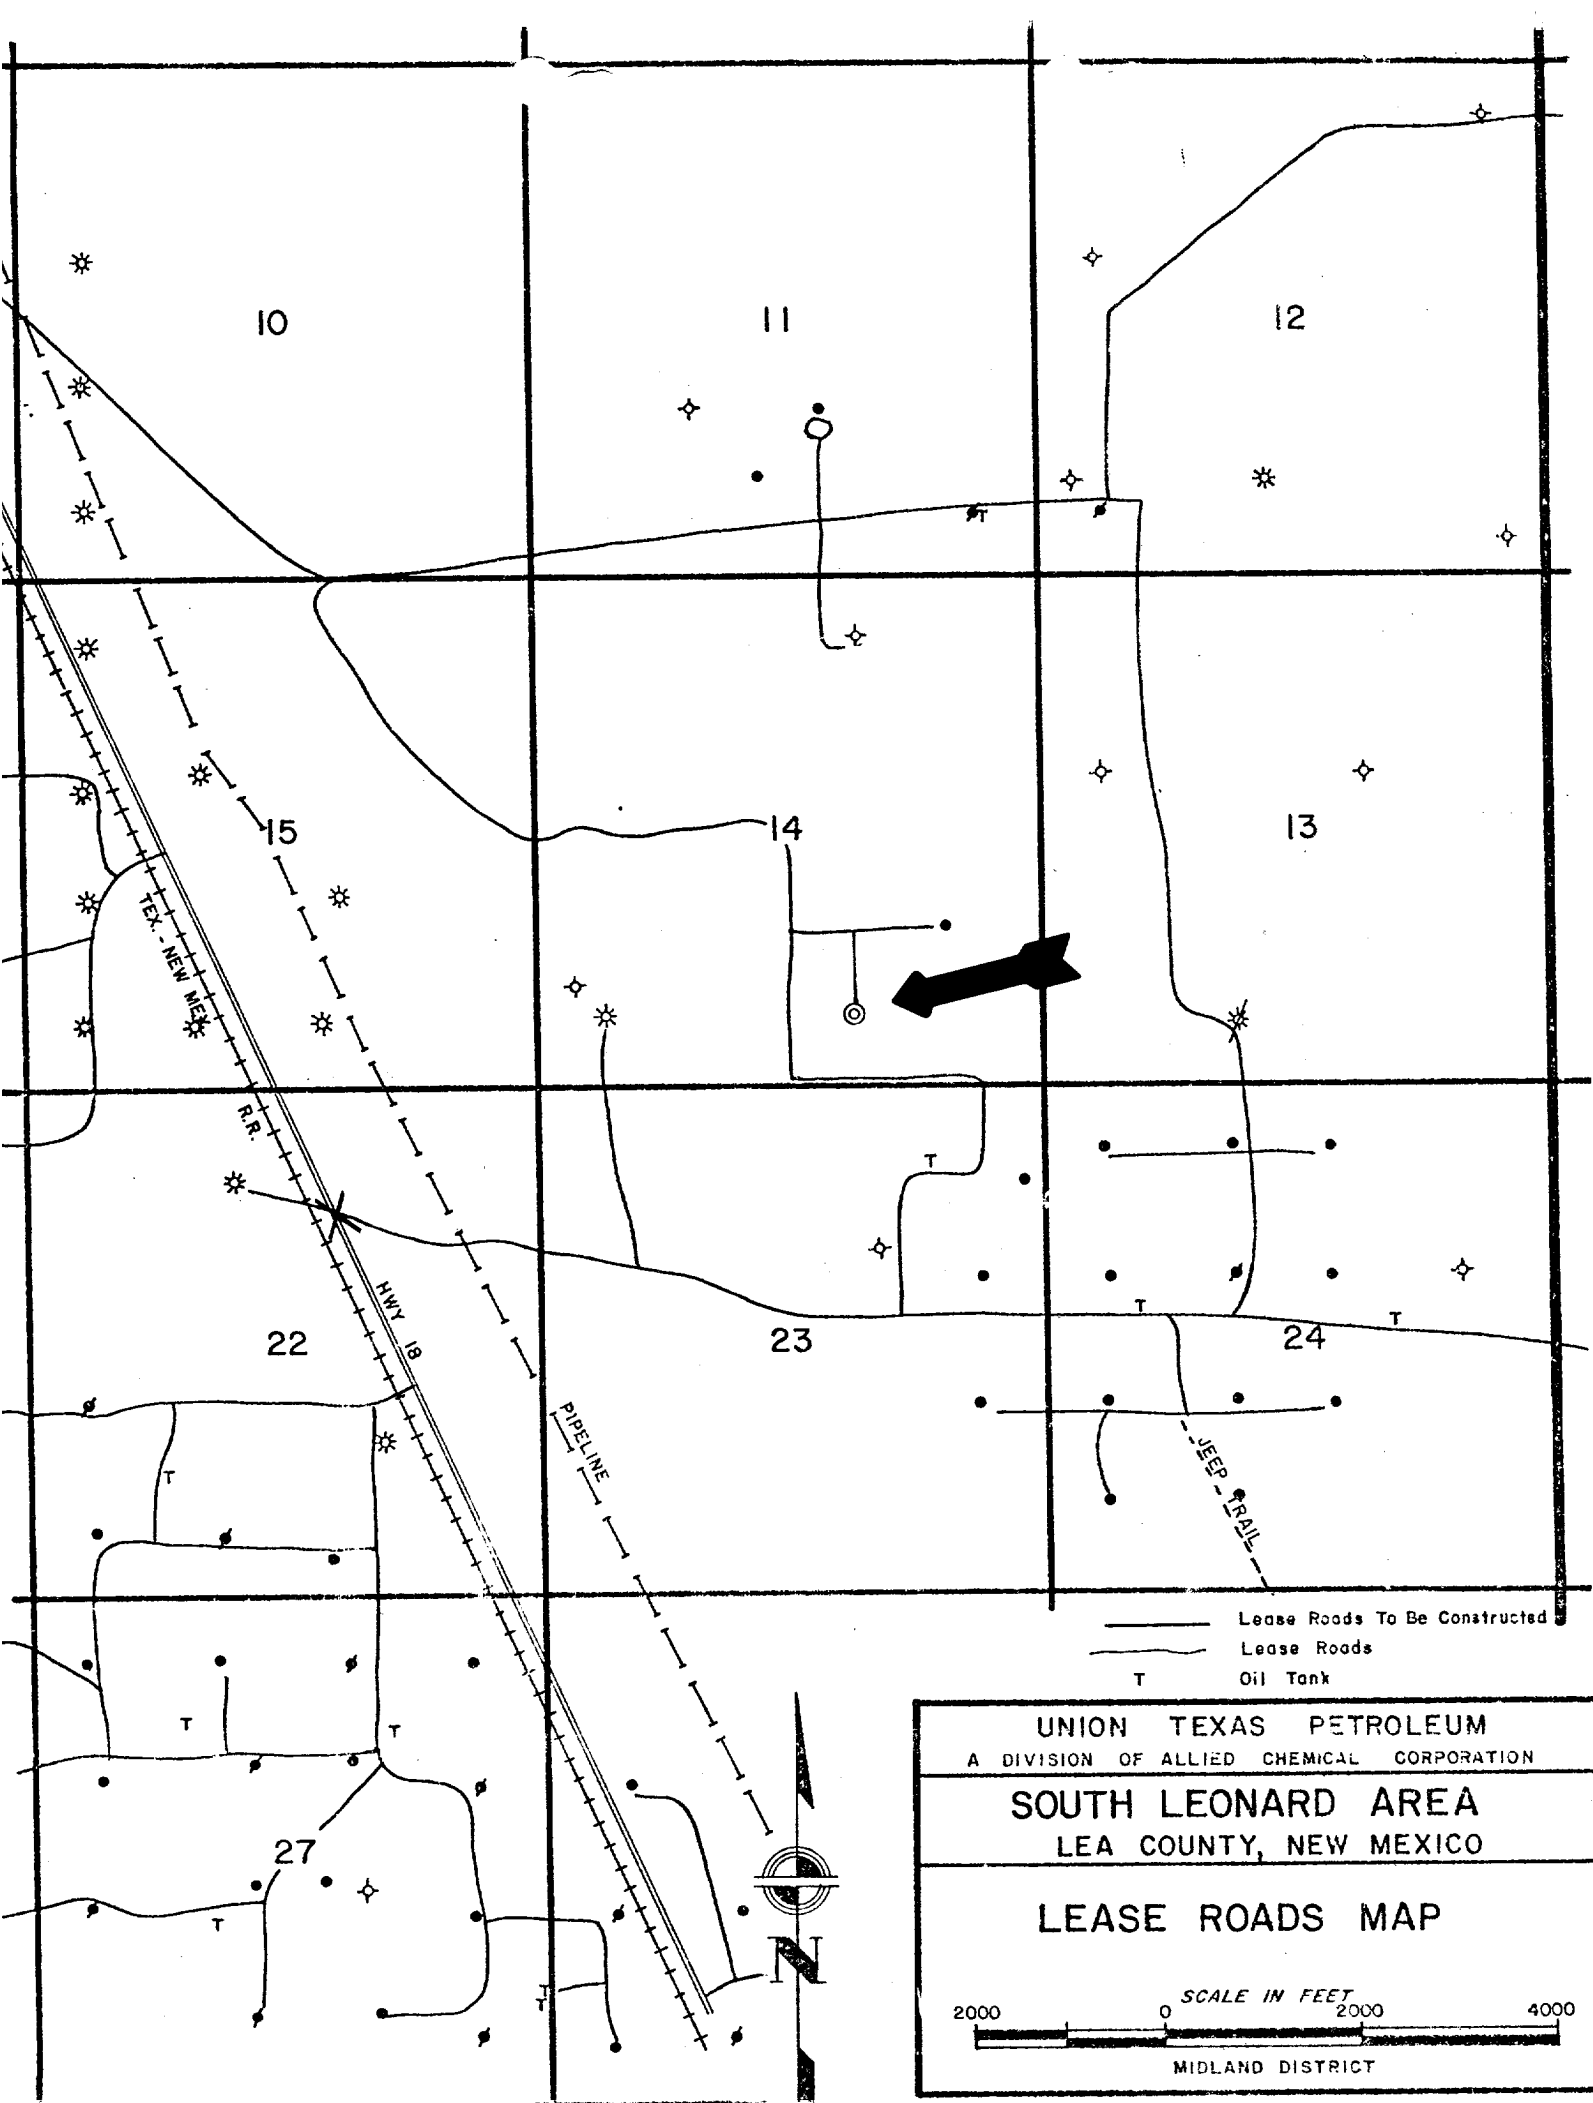 10
11
12
T
15
14
13
TEX. - NEW MEX.
R.R.
T
HWY 18
T
T
22
23
24
PIPELINE
JEEP TRAIL
T
Lease Roads To Be Constructed
Lease Roads
T Oil Tank
T
T
27
T
T
T
N
UNION TEXAS PETROLEUM
A DIVISION OF ALLIED CHEMICAL CORPORATION
SOUTH LEONARD AREA
LEA COUNTY, NEW MEXICO
LEASE ROADS MAP
SCALE IN FEET
2000 0 2000 4000
MIDLAND DISTRICT